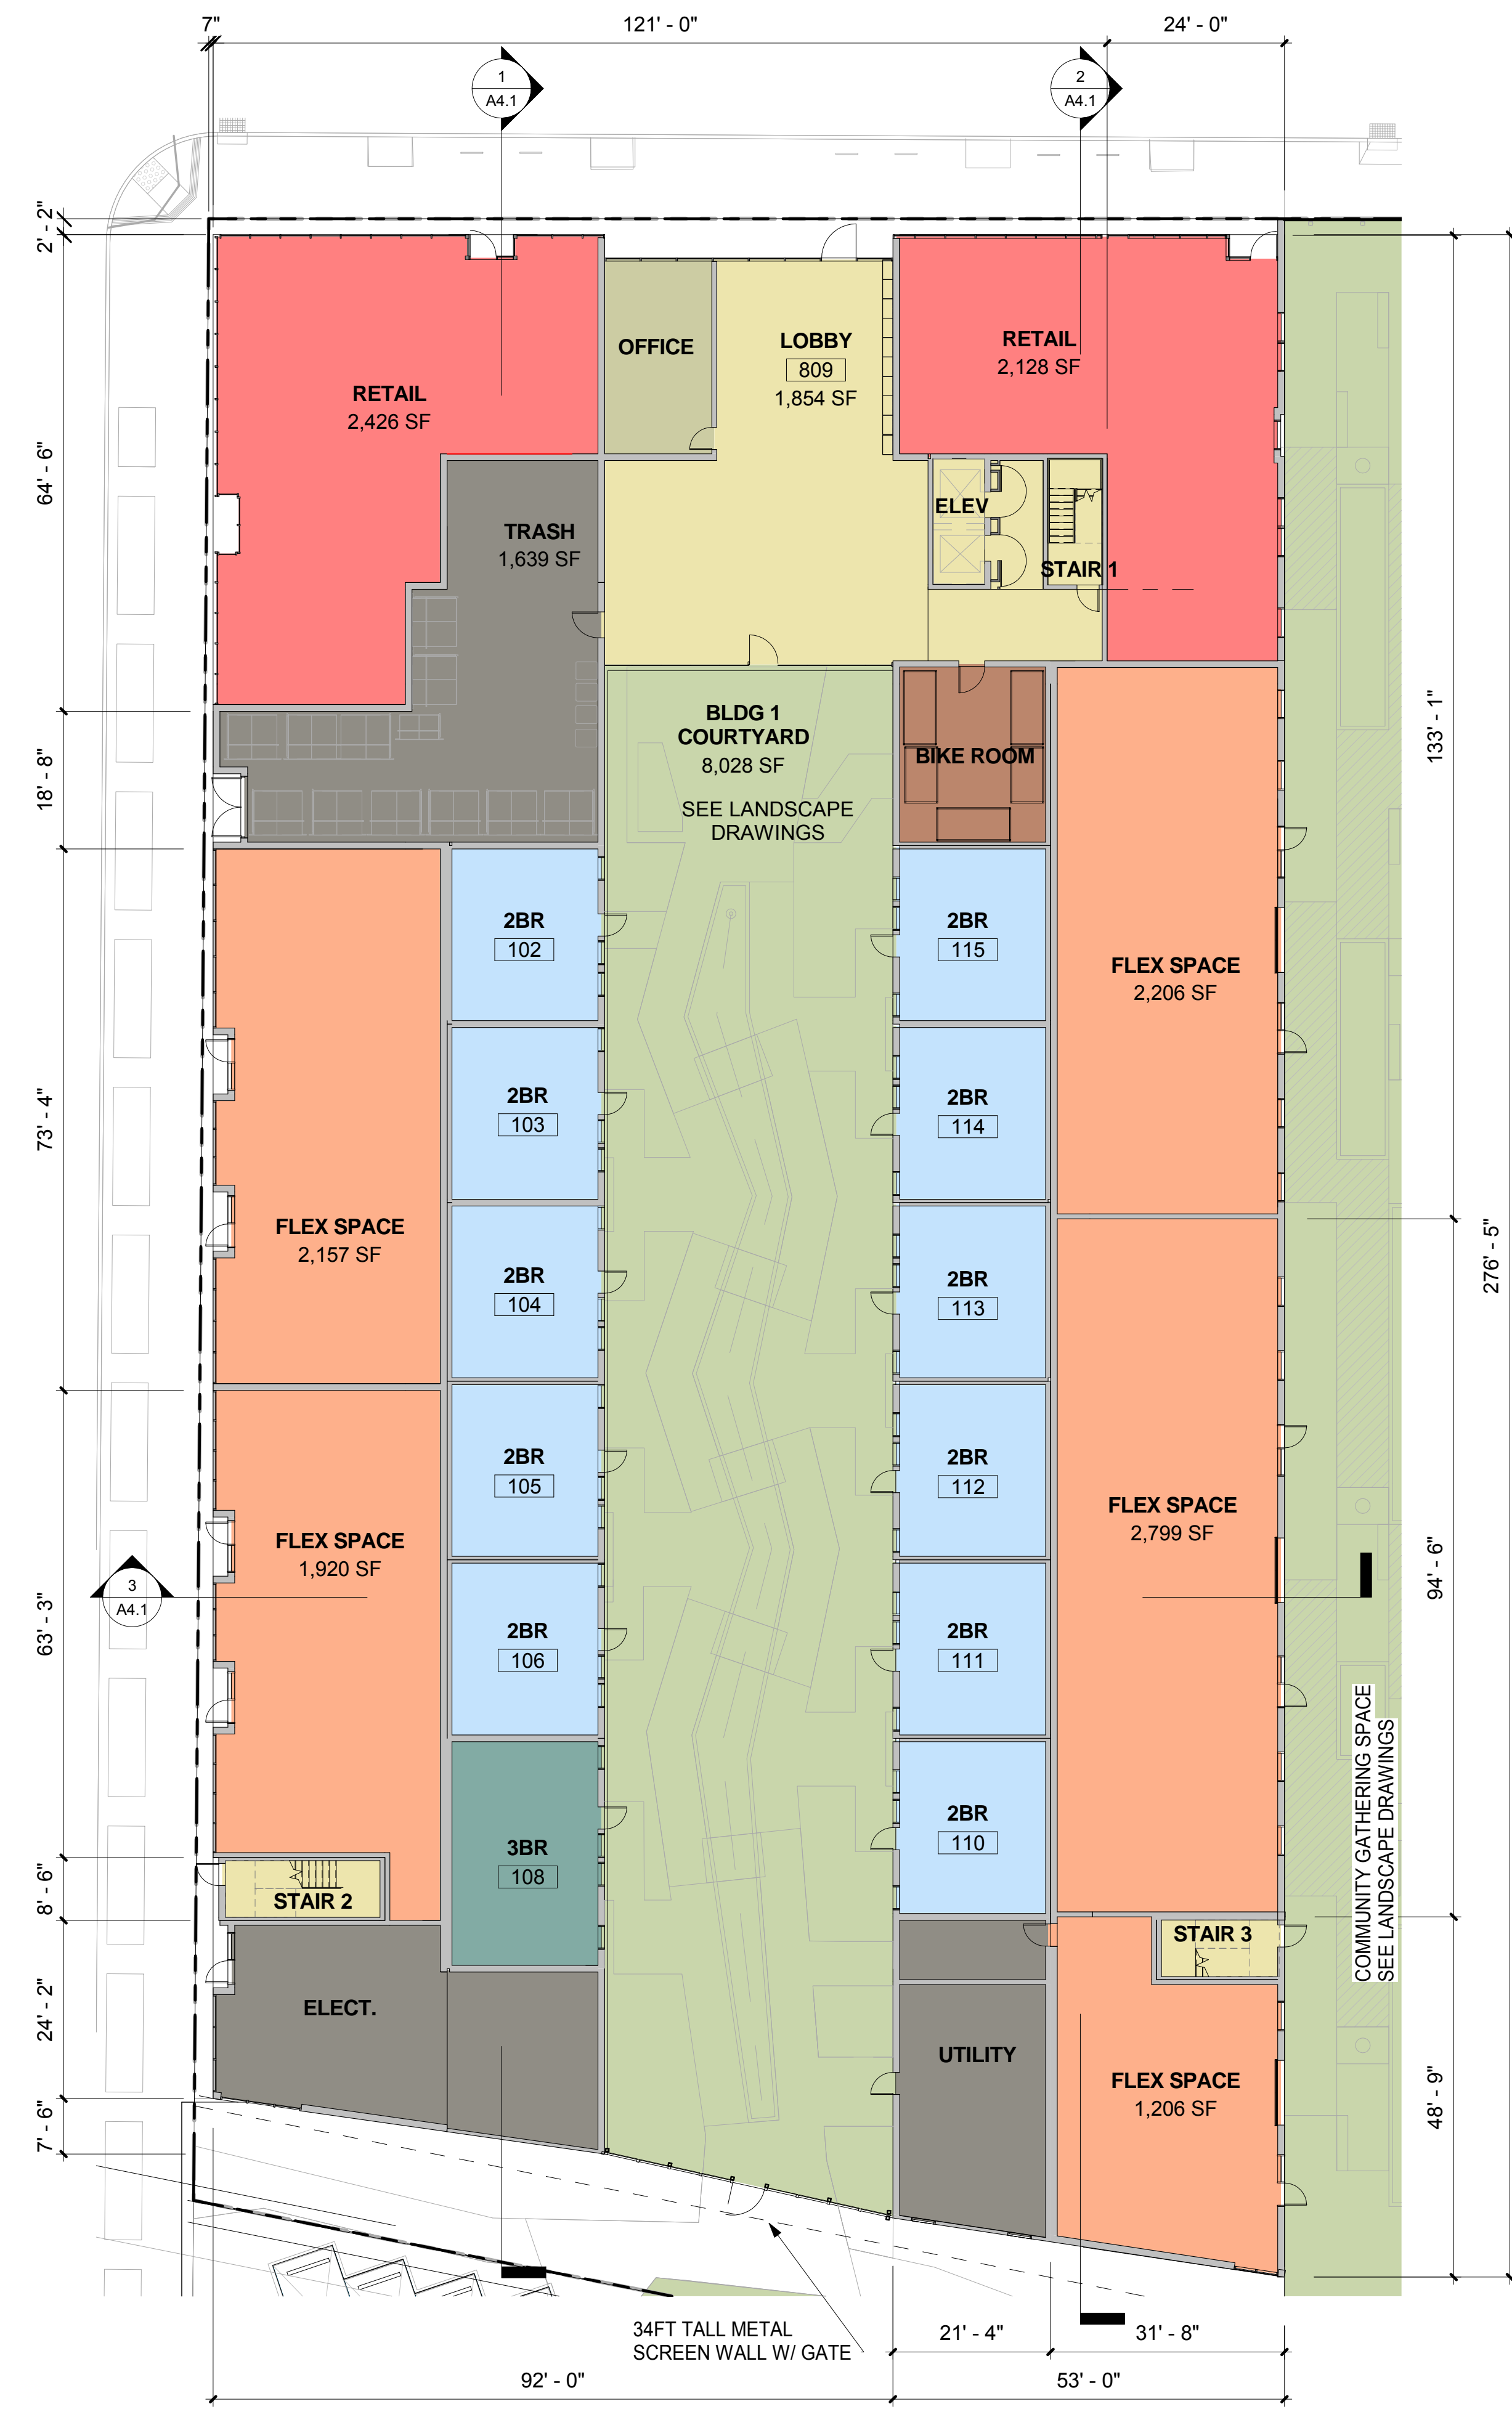 7"
121' - 0"
24' - 0"
1
A4.1
2
A4.1
2' - 2"
64' - 6"
18' - 8"
73' - 4"
63' - 3"
8' - 6"
24' - 2"
7' - 6"
RETAIL
2,426 SF
OFFICE
LOBBY
809
1,854 SF
RETAIL
2,128 SF
TRASH
1,639 SF
ELEV
STAIR 1
BLDG 1
COURTYARD
8,028 SF
SEE LANDSCAPE
DRAWINGS
BIKE ROOM
133' - 1"
2BR
102
2BR
115
FLEX SPACE
2,206 SF
2BR
103
2BR
114
FLEX SPACE
2,157 SF
2BR
104
2BR
113
276' - 5"
2BR
105
2BR
112
FLEX SPACE
2,799 SF
FLEX SPACE
1,920 SF
3
A4.1
94' - 6"
2BR
106
2BR
111
2BR
110
3BR
108
COMMUNITY GATHERING SPACE
SEE LANDSCAPE DRAWINGS
STAIR 2
STAIR 3
ELECT.
UTILITY
FLEX SPACE
1,206 SF
48' - 9"
34FT TALL METAL
SCREEN WALL W/ GATE
21' - 4"
31' - 8"
92' - 0"
53' - 0"